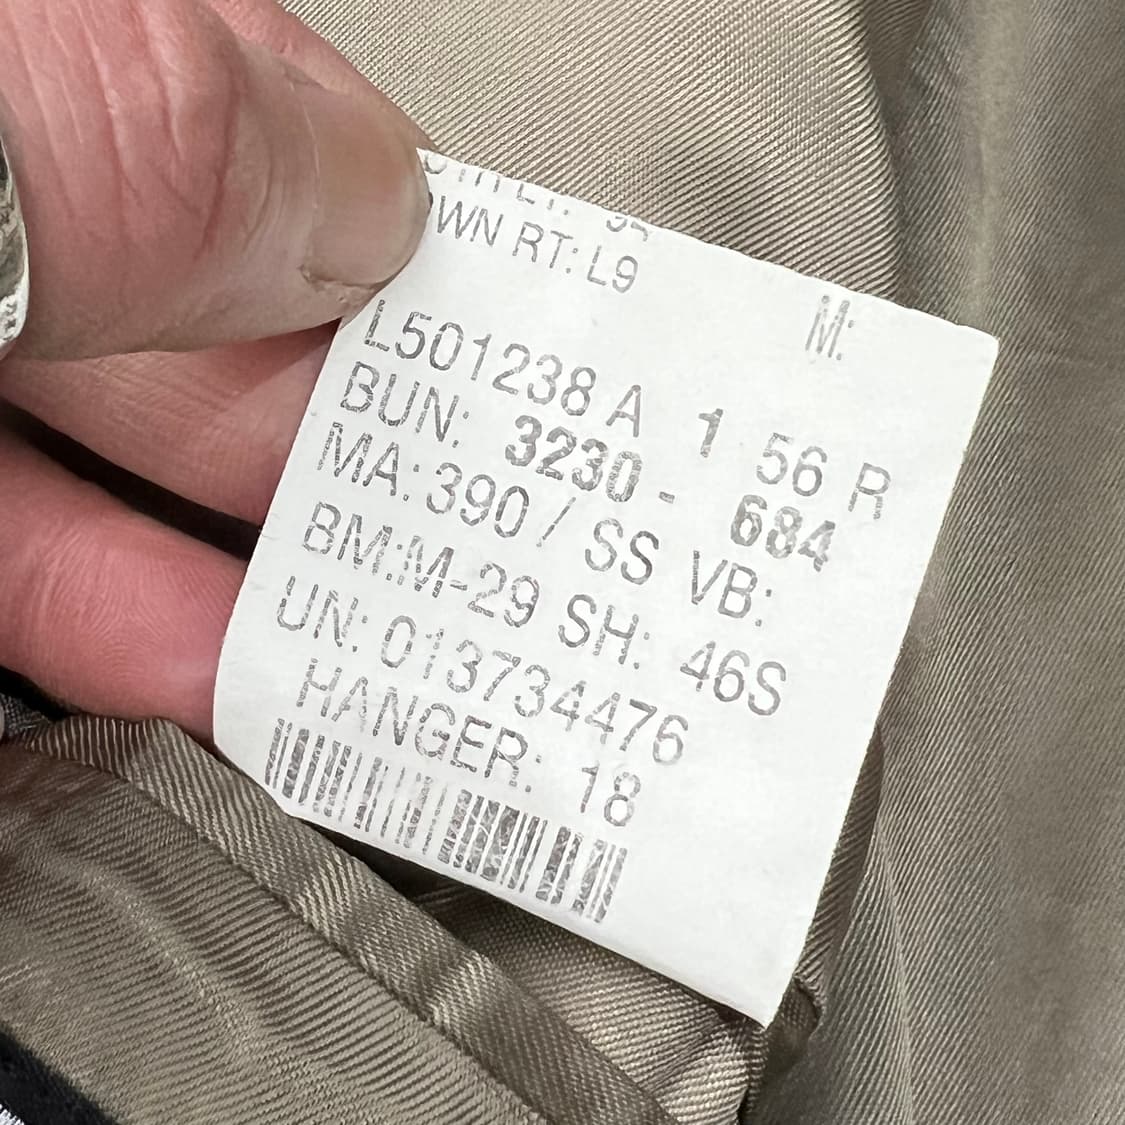 WN RT: L9
M:
L501238 A 1 56 R
BUN: 3230 - 684
MA: 390 / SS VB:
BM:M-29 SH: 46S
UN: 013734476
HANGER: 18